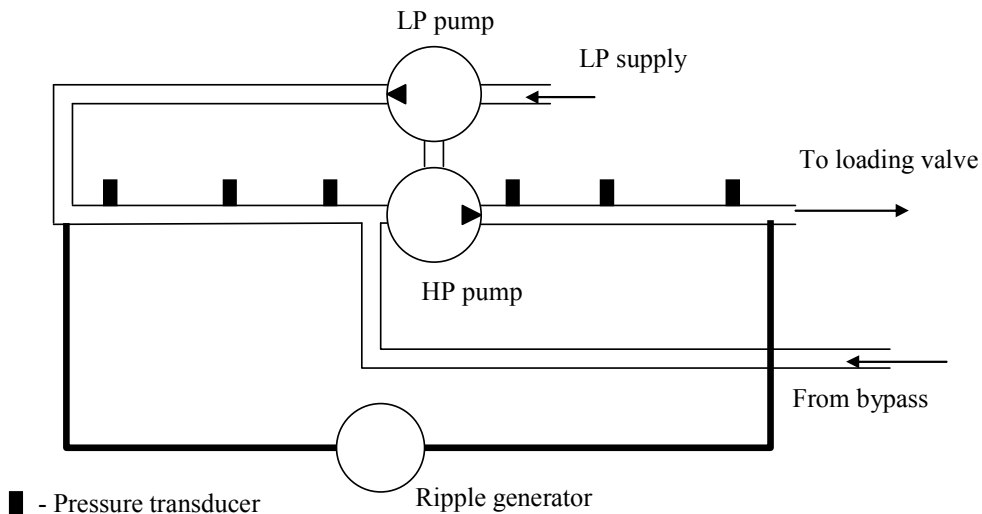 LP pump
LP supply
To loading valve
HP pump
From bypass
Ripple generator
- Pressure transducer